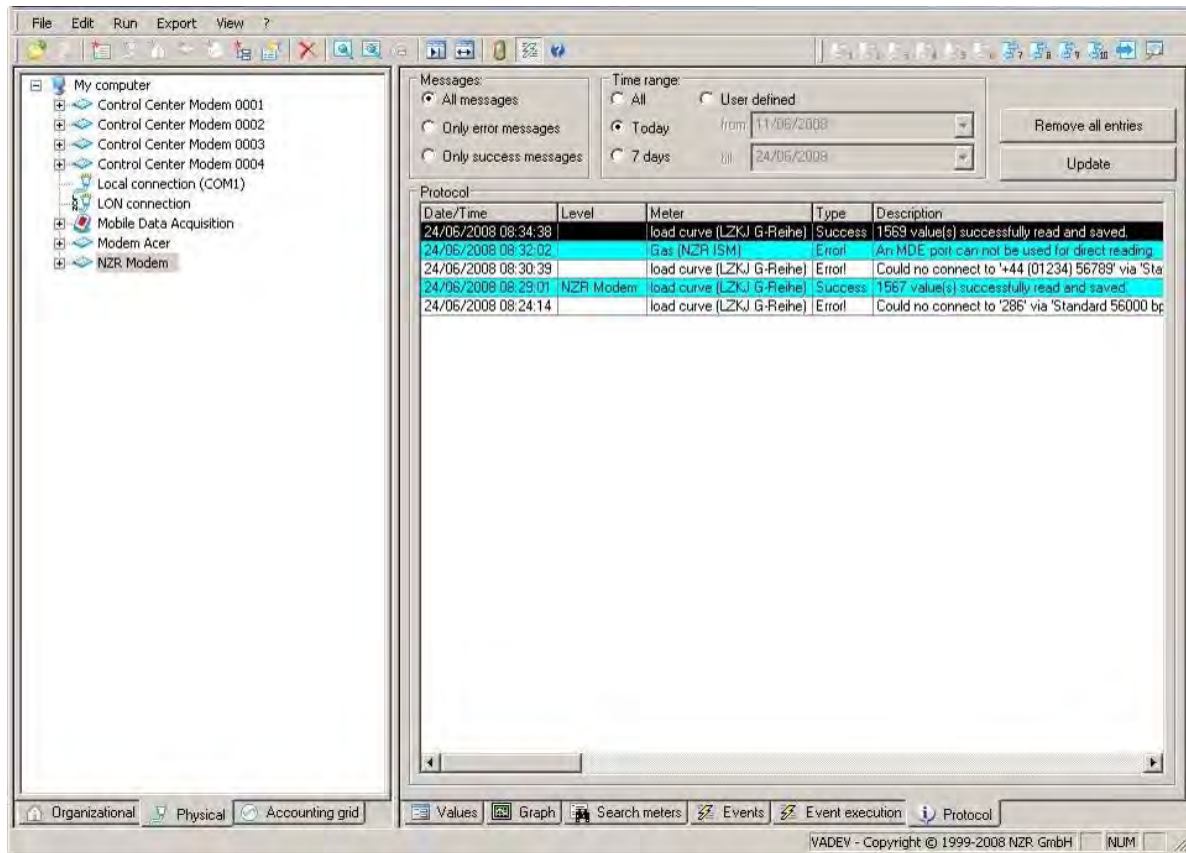 File Edit Run Export View ?
My computer
Control Center Modem 0001
Control Center Modem 0002
Control Center Modem 0003
Control Center Modem 0004
Local connection (COM1)
LON connection
Mobile Data Acquisition
Modem Acer
NZR Modem
Messages:
All messages
Only error messages
Only success messages
Time range:
All User defined
Today from 11/06/2008
7 days till 24/06/2008
Remove all entries
Update
Protocol
Date/Time Level Meter Type Description
24/06/2008 08:34:38 load curve (LZKJ G-Reihe) Success 1569 value(s) successfully read and saved.
24/06/2008 08:32:02 Gas (NZR ISM) Error! An MDE port can not be used for direct reading
24/06/2008 08:30:39 load curve (LZKJ G-Reihe) Error! Could no connect to '+44 (01234) 56789' via 'Sta
24/06/2008 08:29:01 NZR Modem load curve (LZKJ G-Reihe) Success 1567 value(s) successfully read and saved.
24/06/2008 08:24:14 load curve (LZKJ G-Reihe) Error! Could no connect to '286' via 'Standard 56000 bp
Organizational Physical Accounting grid
Values Graph Search meters Events Event execution Protocol
VADEV - Copyright © 1999-2008 NZR GmbH NUM